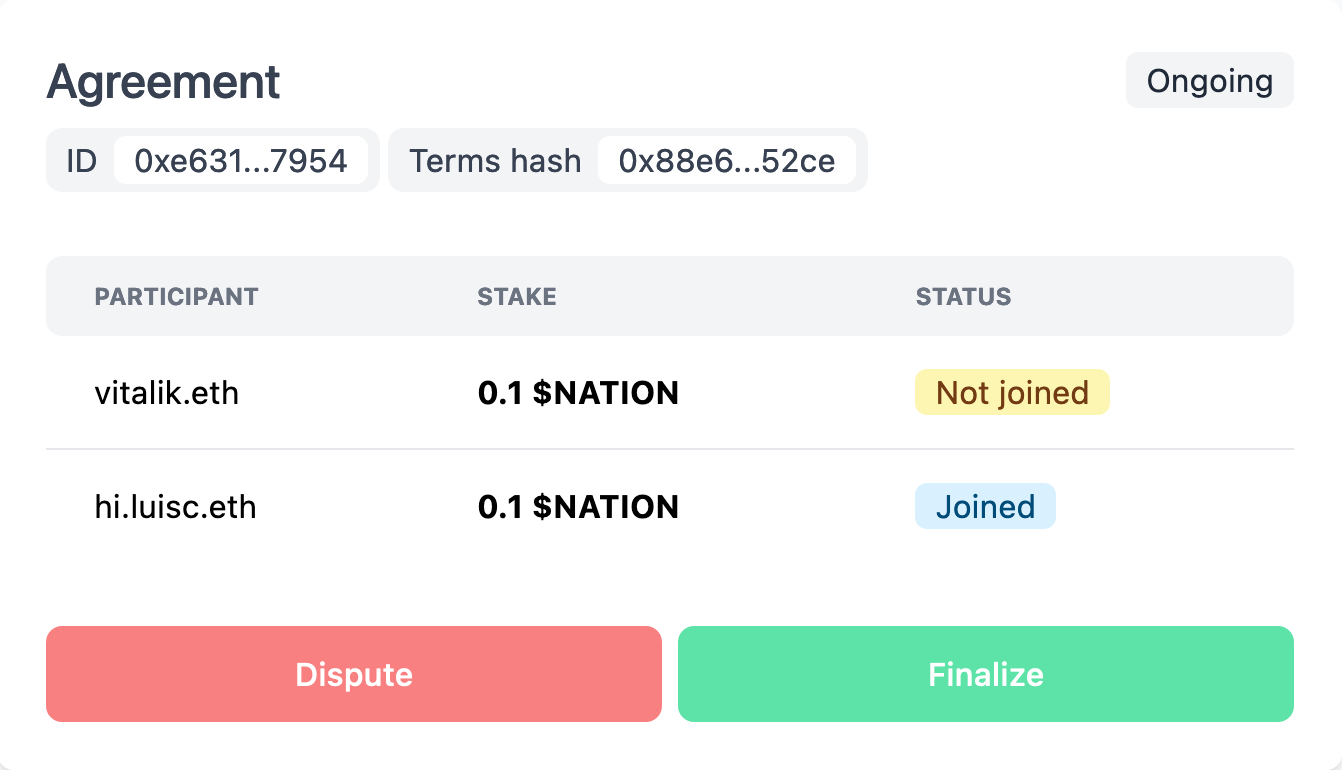 Agreement
Ongoing
ID 0xe631...7954 Terms hash 0x88e6...52ce
PARTICIPANT STAKE STATUS
vitalik.eth 0.1 $NATION Not joined
hi.luisc.eth 0.1 $NATION Joined
Dispute Finalize